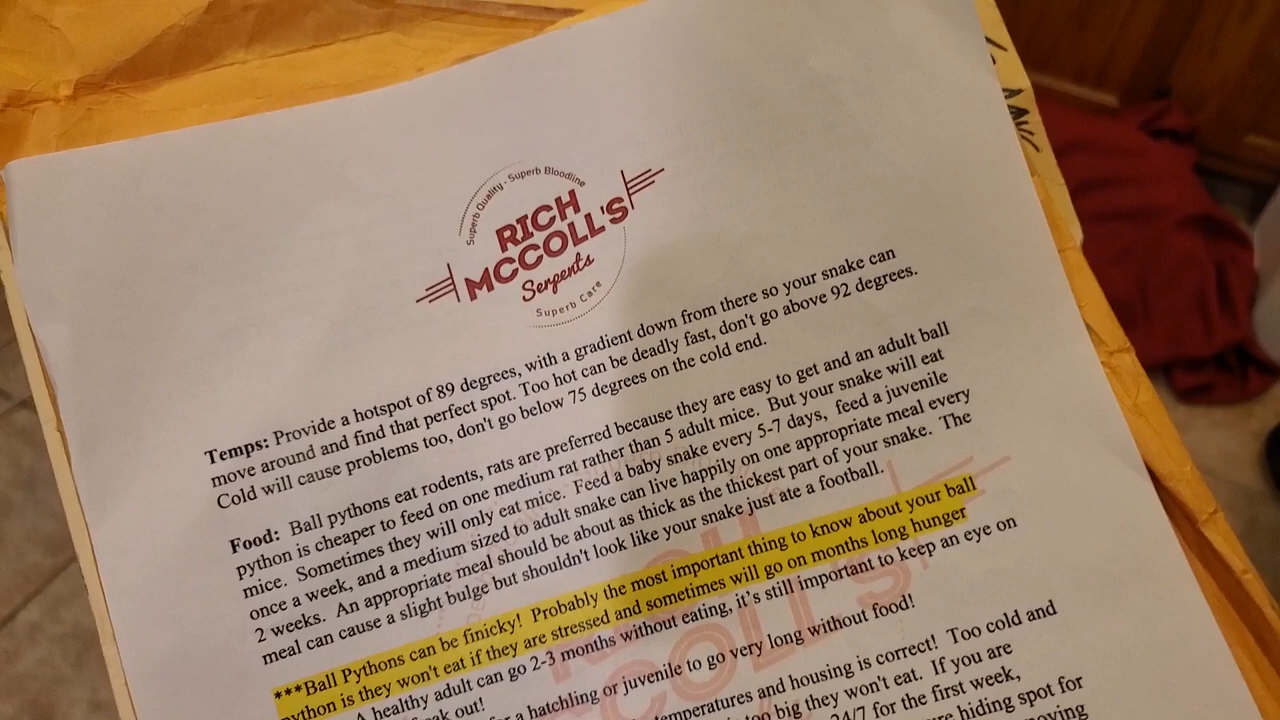 Superb Quality - Superb Bloodline
RICH
MCCOLL'S
Serpents
Superb Care
Temps: Provide a hotspot of 89 degrees, with a gradient down from there so your snake can
move around and find that perfect spot. Too hot can be deadly fast, don't go above 92 degrees.
Cold will cause problems too, don't go below 75 degrees on the cold end.
Food: Ball pythons eat rodents, rats are preferred because they are easy to get and an adult ball
python is cheaper to feed on one medium rat rather than 5 adult mice. But your snake will eat
mice. Sometimes they will only eat mice. Feed a baby snake every 5-7 days, feed a juvenile
once a week, and a medium sized to adult snake can live happily on one appropriate meal every
2 weeks. An appropriate meal should be about as thick as the thickest part of your snake. The
meal can cause a slight bulge but shouldn't look like your snake just ate a football.
***Ball Pythons can be finicky! Probably the most important thing to know about your ball
python is they won't eat if they are stressed and sometimes will go on months long hunger
A healthy adult can go 2-3 months without eating, it's still important to keep an eye on
out!
for a hatchling or juvenile to go very long without food!
temperatures and housing is correct! Too cold and
too big they won't eat. If you are
24/7 for the first week,
hiding spot for